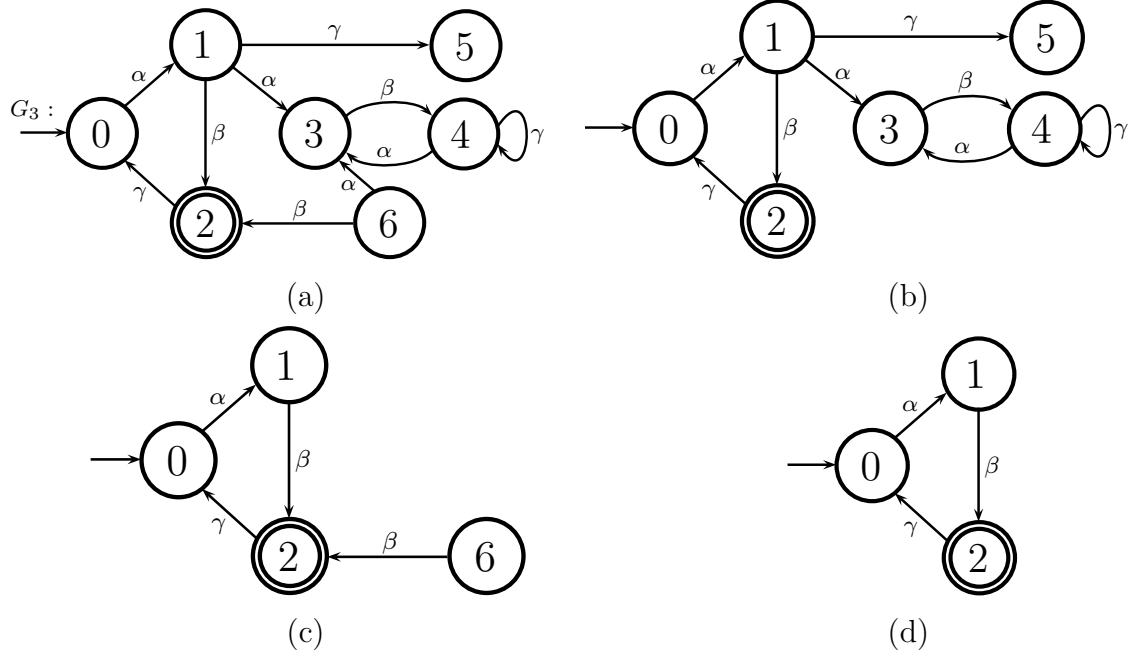 1 γ 5
α α β
G₃ : 0 β 3 α 4 γ
γ α
2 β 6
(a)
1 γ 5
α α β
0 β 3 α 4 γ
γ
2
(b)
1
α
0 β
γ
2 β 6
(c)
1
α
0 β
γ
2
(d)